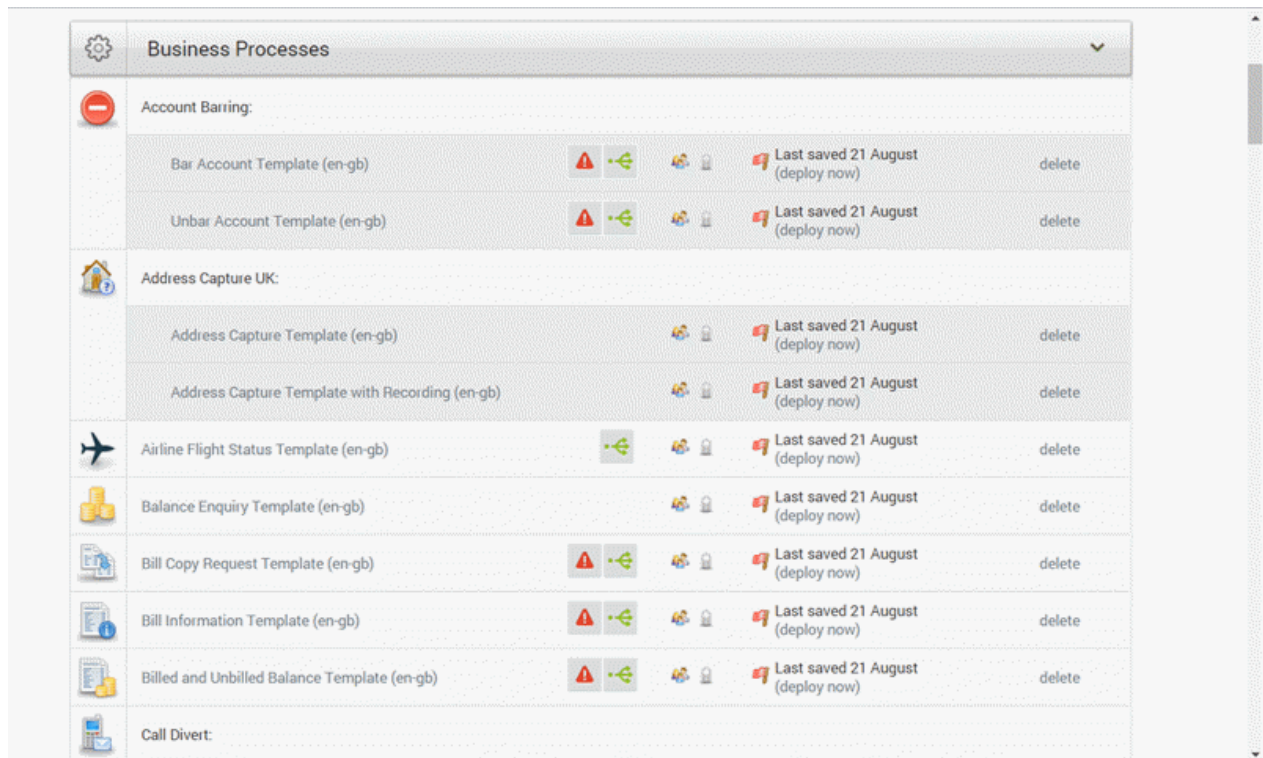 Business Processes
Account Barring:
Bar Account Template (en-gb)
Last saved 21 August
(deploy now)
delete
Unbar Account Template (en-gb)
Last saved 21 August
(deploy now)
delete
Address Capture UK:
Address Capture Template (en-gb)
Last saved 21 August
(deploy now)
delete
Address Capture Template with Recording (en-gb)
Last saved 21 August
(deploy now)
delete
Airline Flight Status Template (en-gb)
Last saved 21 August
(deploy now)
delete
Balance Enquiry Template (en-gb)
Last saved 21 August
(deploy now)
delete
Bill Copy Request Template (en-gb)
Last saved 21 August
(deploy now)
delete
Bill Information Template (en-gb)
Last saved 21 August
(deploy now)
delete
Billed and Unbilled Balance Template (en-gb)
Last saved 21 August
(deploy now)
delete
Call Divert: